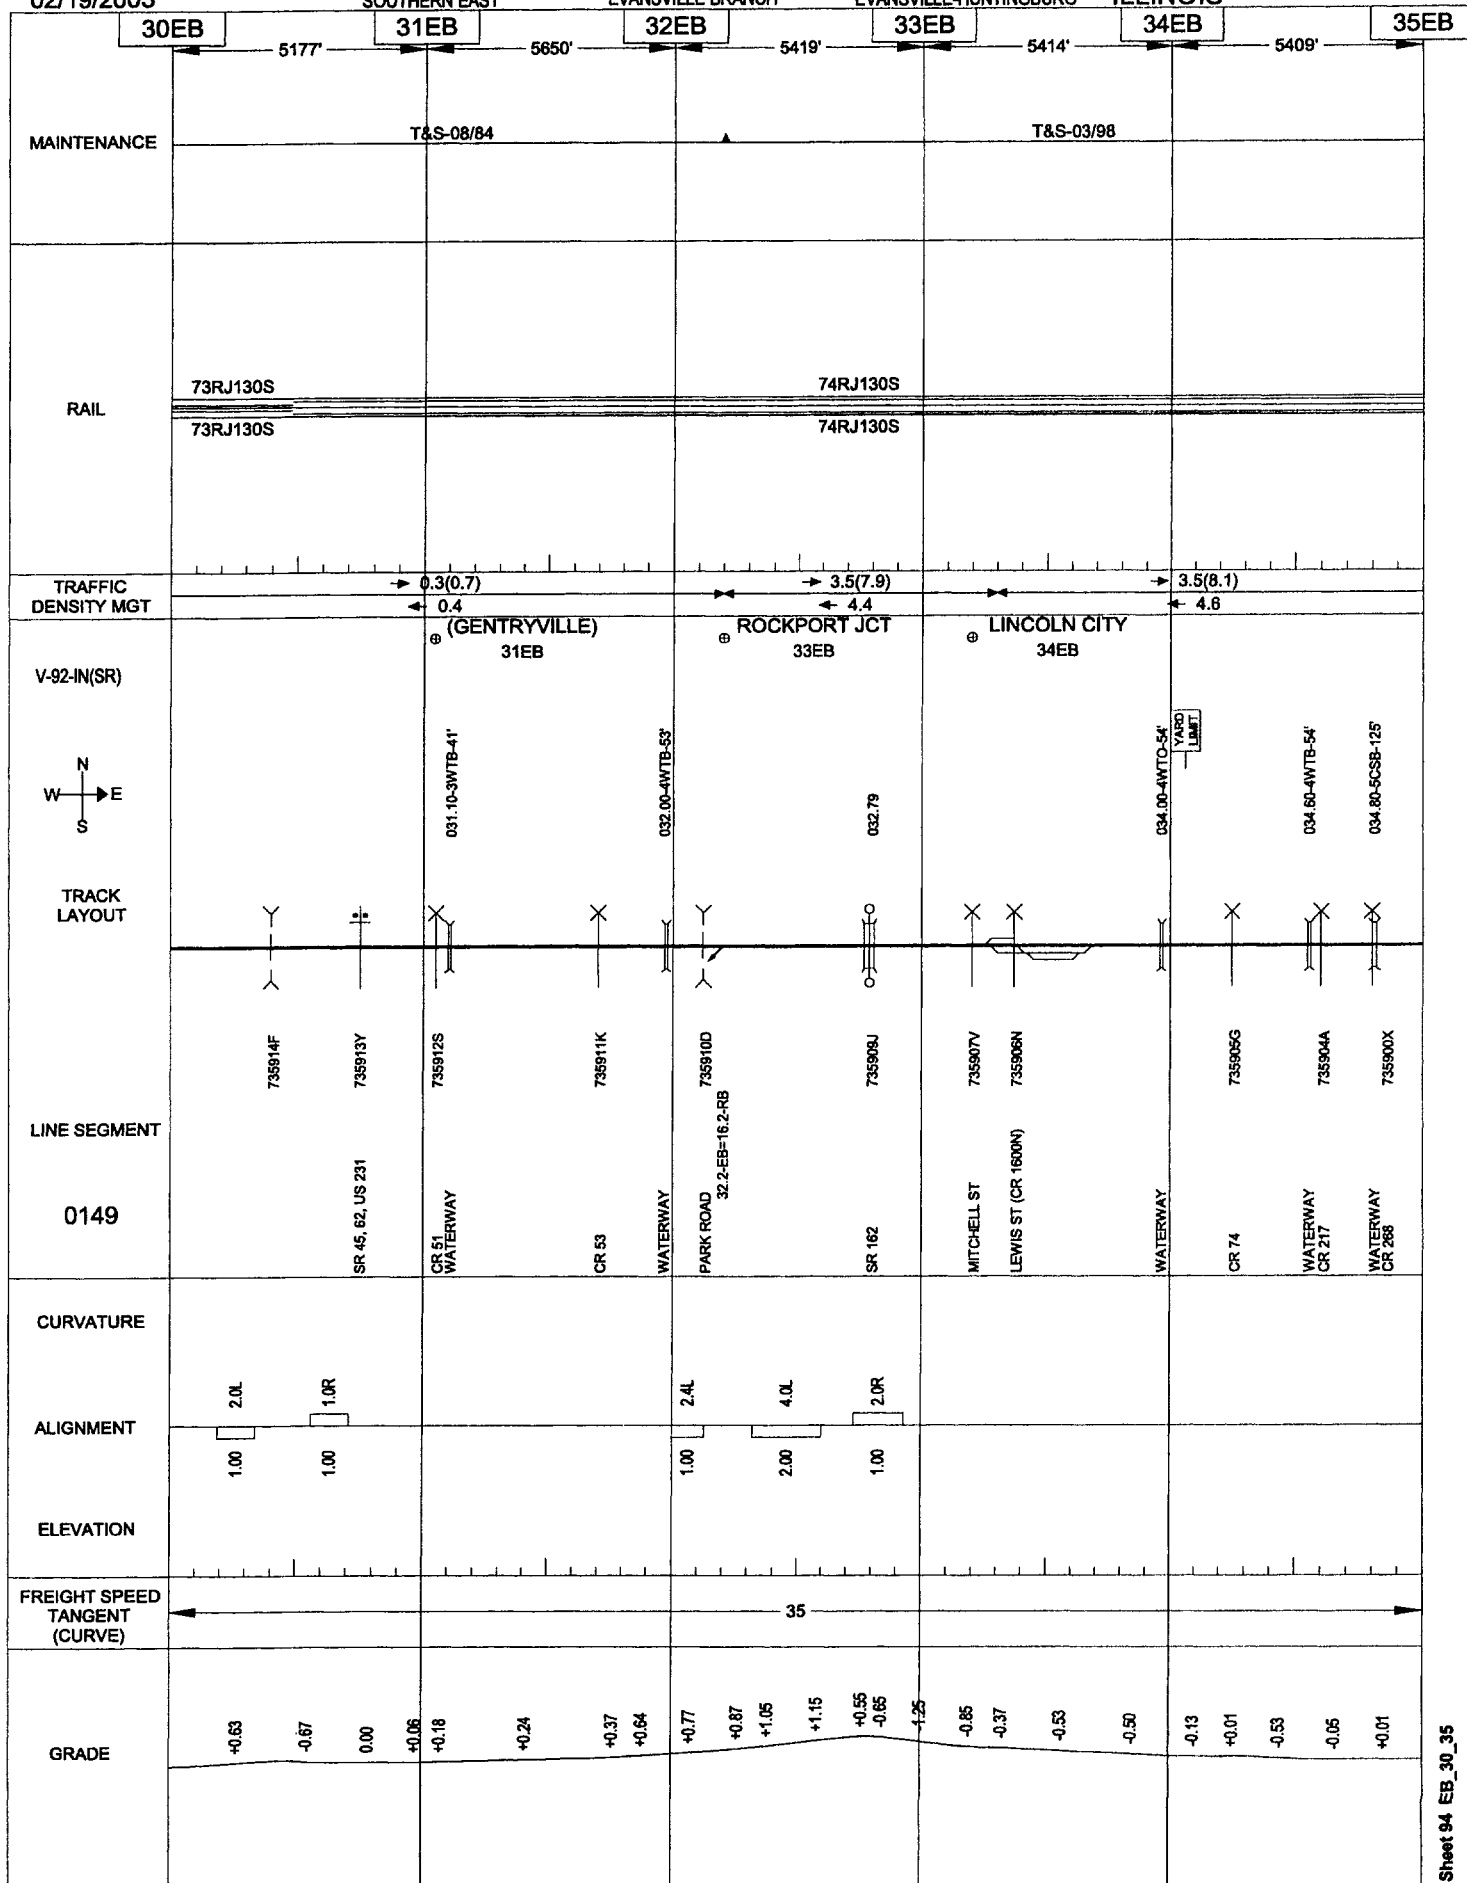 02/19/2003 SOUTHERN EAST EVANSVILLE BRANCH EVANSVILLE-HUNTINGBURG ILLINOIS
30EB 31EB 32EB 33EB 34EB 35EB
5177' 5650' 5419' 5414' 5409'
MAINTENANCE T&S-08/84 T&S-03/98
73RJ130S 74RJ130S
RAIL
73RJ130S 74RJ130S
TRAFFIC
DENSITY MGT
0.3(0.7) 3.5(7.9) 3.5(8.1)
0.4 4.4 4.6
(GENTRYVILLE) ROCKPORT JCT LINCOLN CITY
31EB 33EB 34EB
V-92-IN(SR)
N
W E
S
031.10-3WTB-41'
032.00-4WTB-53'
032.79
034.00-4WTO-54'
YARD
LIMIT
034.60-4WTB-54'
034.80-5CSB-125'
TRACK
LAYOUT
735914F
735913Y
735912S
735911K
735910D
735909J
735907V
735906N
735905G
735904A
735900X
LINE SEGMENT
0149
SR 45, 62, US 231
CR 51
WATERWAY
CR 53
WATERWAY
PARK ROAD
32.2-EB=16.2-RB
SR 162
MITCHELL ST
LEWIS ST (CR 1600N)
WATERWAY
CR 74
WATERWAY
CR 217
WATERWAY
CR 268
CURVATURE
2.0L 1.0R 2.4L 4.0L 2.0R
ALIGNMENT
1.00 1.00 1.00 2.00 1.00
ELEVATION
FREIGHT SPEED
TANGENT
(CURVE)
35
GRADE
+0.63 -0.67 0.00 +0.06 +0.18 +0.24 +0.37 +0.64 +0.77 +0.87 +1.05 +1.15 +0.55 -0.65 -1.25 -0.85 -0.37 -0.53 -0.50 -0.13 +0.01 -0.53 -0.05 +0.01
Sheet 94 EB_30_35